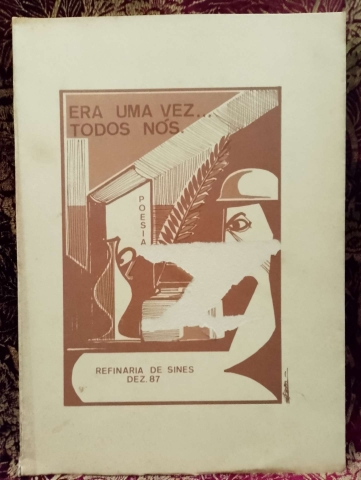 ERA UMA VEZ...
TODOS NÓS.
POESIA
REFINARIA DE SINES
DEZ. 87